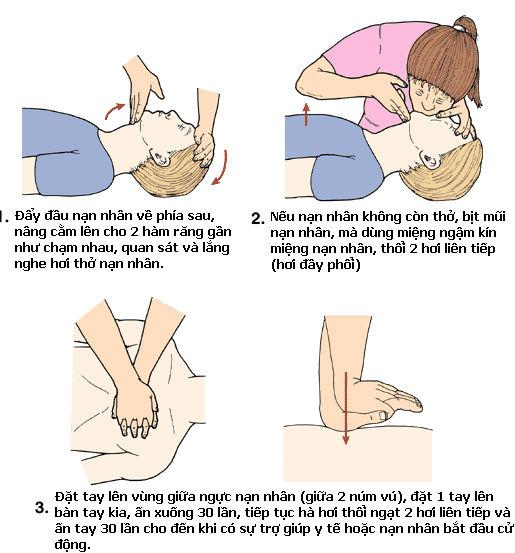 1. Đẩy đầu nạn nhân về phía sau,
nâng cằm lên cho 2 hàm răng gần
như chạm nhau, quan sát và lắng
nghe hơi thở nạn nhân.
2. Nếu nạn nhân không còn thở, bịt mũi
nạn nhân, mà dùng miệng ngậm kín
miệng nạn nhân, thổi 2 hơi liên tiếp
(hơi đầy phổi)
3. Đặt tay lên vùng giữa ngực nạn nhân (giữa 2 núm vú), đặt 1 tay lên
bàn tay kia, ấn xuống 30 lần, tiếp tục hà hơi thổi ngạt 2 hơi liên tiếp và
ấn tay 30 lần cho đến khi có sự trợ giúp y tế hoặc nạn nhân bắt đầu cử
động.